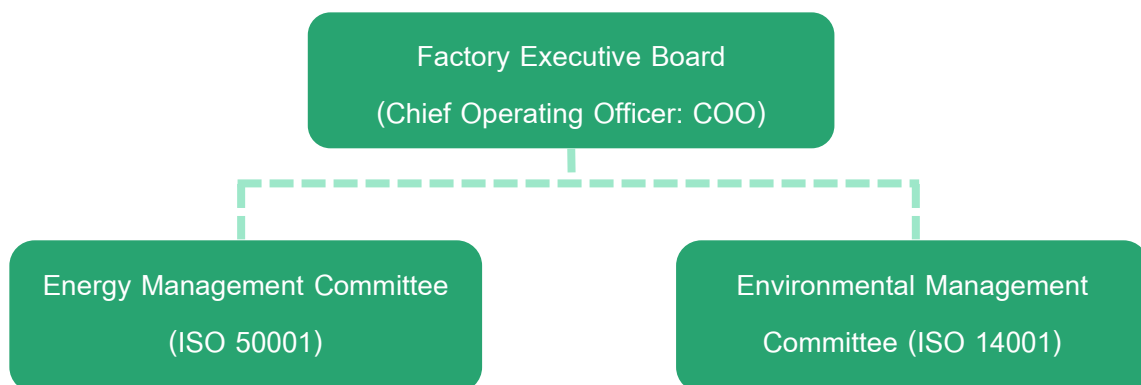 Factory Executive Board
(Chief Operating Officer: COO)
Energy Management Committee
(ISO 50001)
Environmental Management
Committee (ISO 14001)